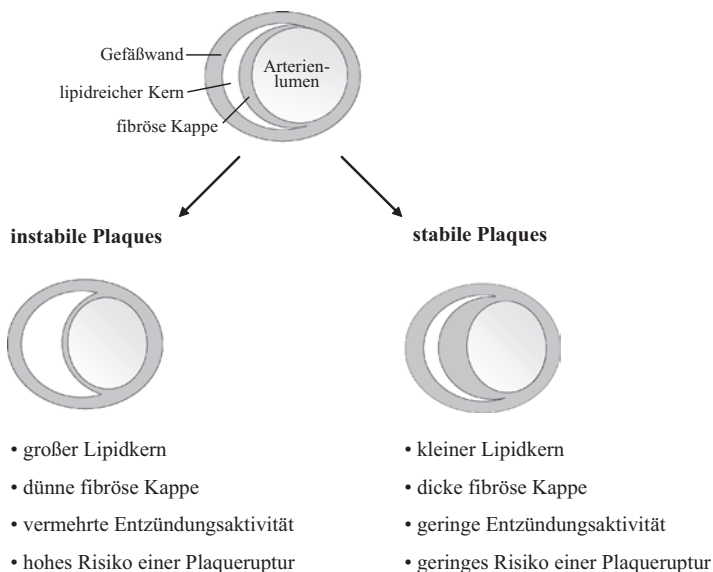 Gefäßwand
lipidreicher Kern
fibröse Kappe
Arterien-
lumen
instabile Plaques
stabile Plaques
• großer Lipidkern
• dünne fibröse Kappe
• vermehrte Entzündungsaktivität
• hohes Risiko einer Plaqueruptur
• kleiner Lipidkern
• dicke fibröse Kappe
• geringe Entzündungsaktivität
• geringes Risiko einer Plaqueruptur